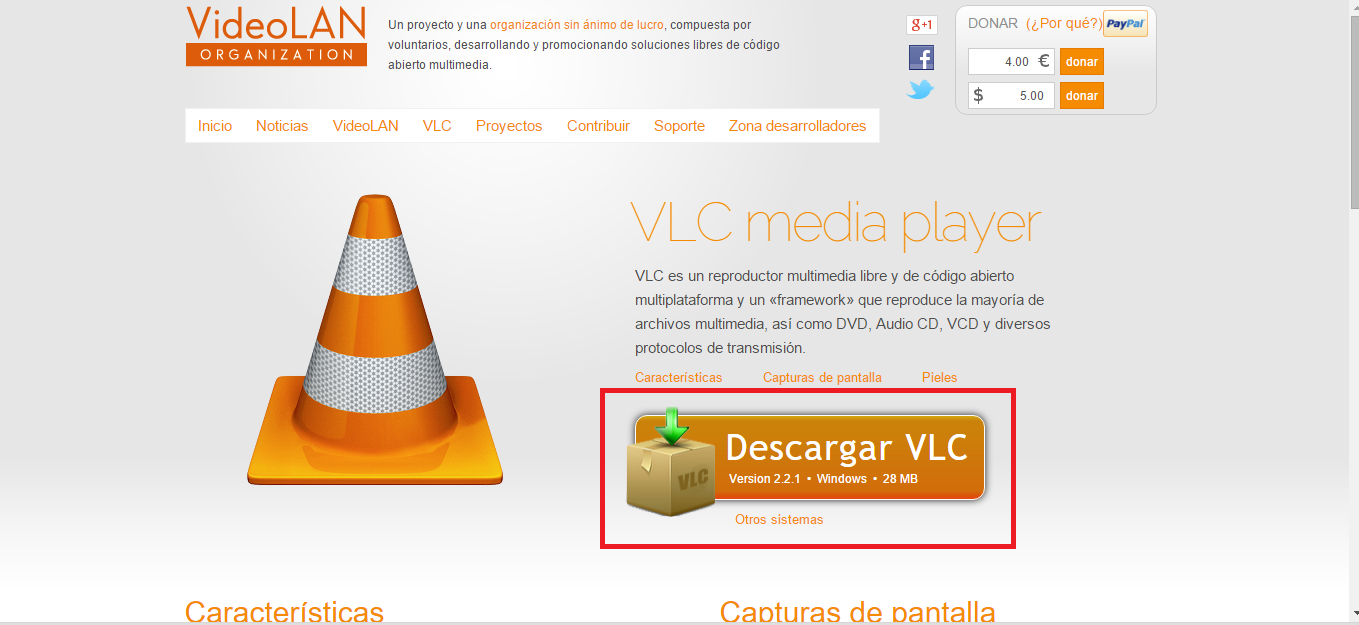 VideoLAN
ORGANIZATION
Un proyecto y una organización sin ánimo de lucro, compuesta por
voluntarios, desarrollando y promocionando soluciones libres de código
abierto multimedia.
g+1
f
DONAR (¿Por qué?) PayPal
4.00 € donar
$ 5.00 donar
Inicio Noticias VideoLAN VLC Proyectos Contribuir Soporte Zona desarrolladores
VLC media player
VLC es un reproductor multimedia libre y de código abierto
multiplataforma y un «framework» que reproduce la mayoría de
archivos multimedia, así como DVD, Audio CD, VCD y diversos
protocolos de transmisión.
Características Capturas de pantalla Pieles
VLC
Descargar VLC
Version 2.2.1 • Windows • 28 MB
Otros sistemas
Características Capturas de pantalla